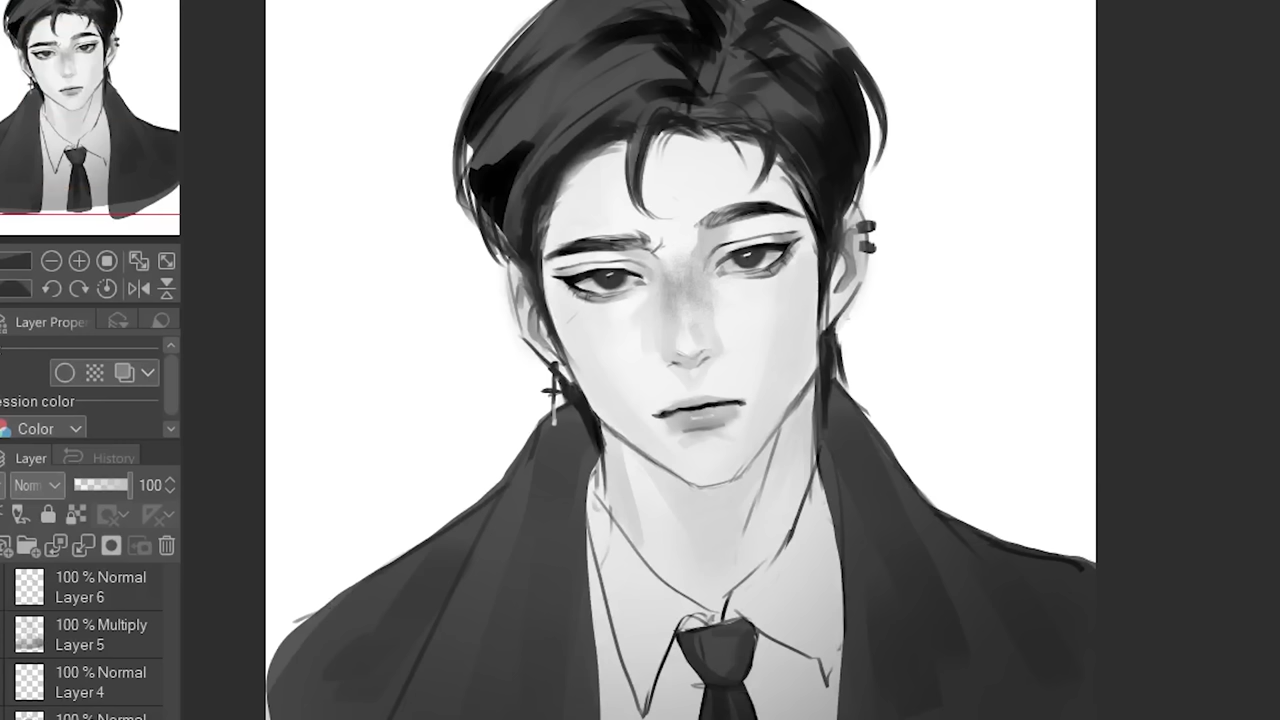 Layer Proper
ession color
Color
Layer
History
Norm
100
100 % Normal
Layer 6
100 % Multiply
Layer 5
100 % Normal
Layer 4
100 % Normal